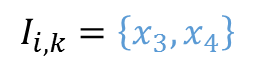 I_{i,k} = {x_3, x_4}